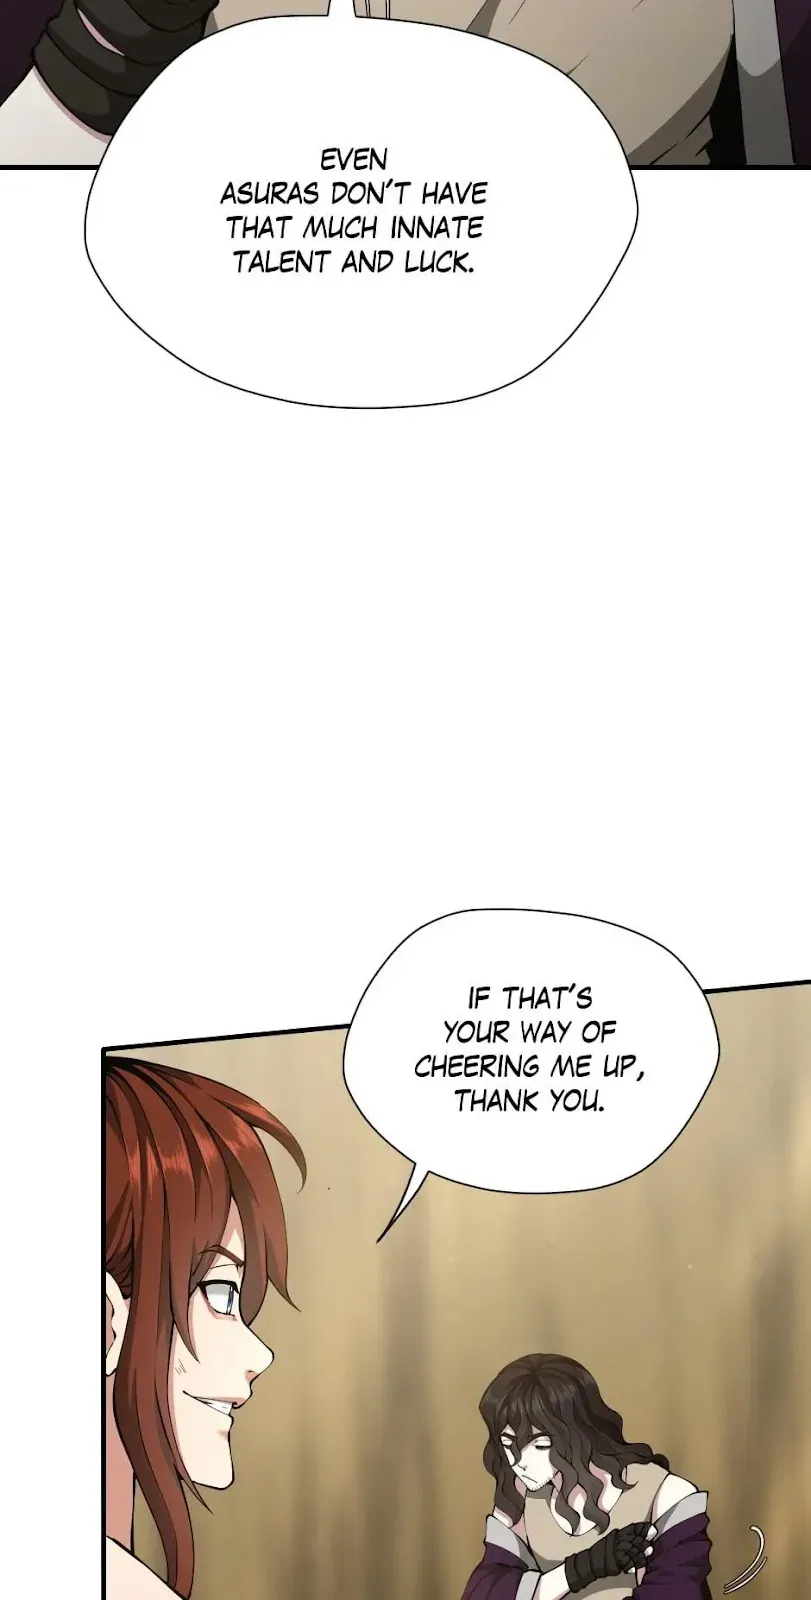 EVEN
ASURAS DON'T HAVE
THAT MUCH INNATE
TALENT AND LUCK.
IF THAT'S
YOUR WAY OF
CHEERING ME UP,
THANK YOU.